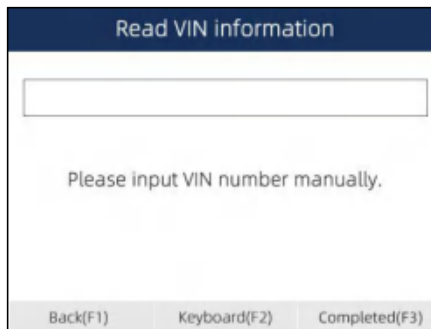 Read VIN information
Please input VIN number manually.
Back(F1) Keyboard(F2) Completed(F3)